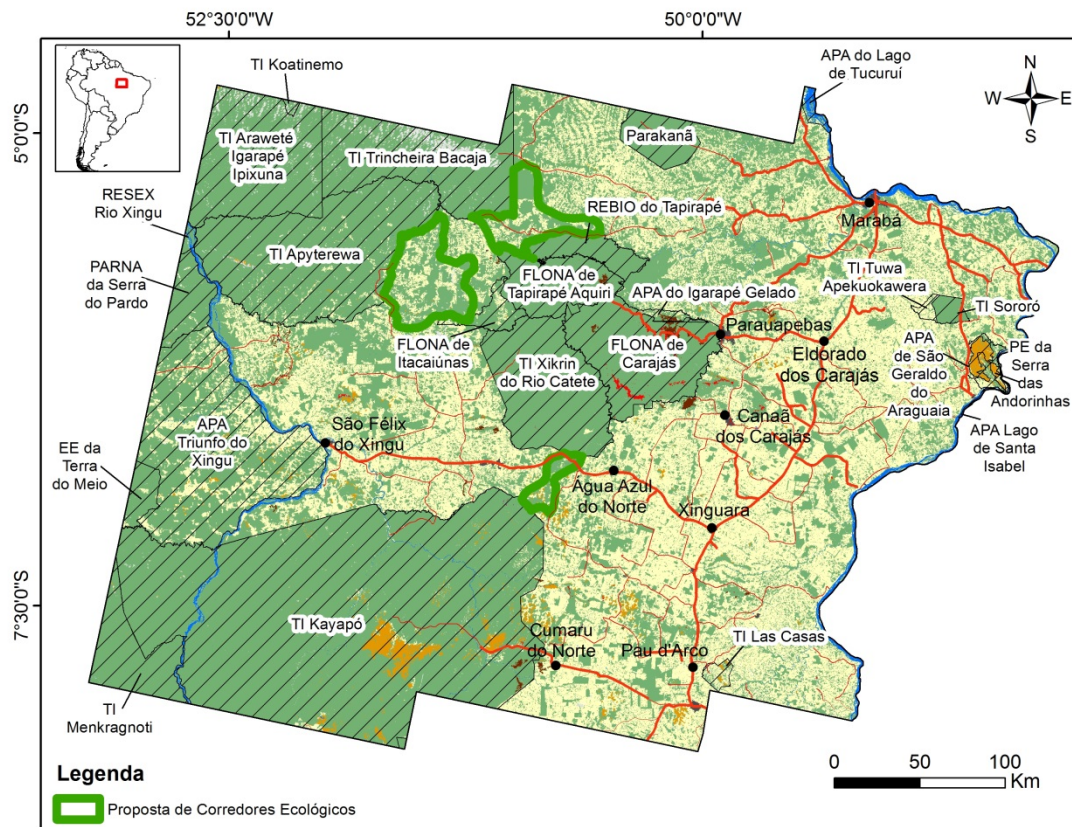 52°30'0"W
50°0'0"W
TI Koatinemo
APA do Lago
de Tucuruí
N
W
E
S
5°0'0"S
TI Araweté
Igarapé
Ipixuna
TI Trincheira Bacaja
Parakanã
RESEX
Rio Xingu
REBIO do Tapirapé
Marabá
PARNA
da Serra
do Pardo
TI Apyterewa
FLONA de
Tapirapé Aquiri
APA do Igarapé Gelado
TI Tuwa
Apekuokawera
TI Sororó
Parauapebas
FLONA de
Itacaiúnas
TI Xikrin
do Rio Catete
FLONA de
Carajás
Eldorado
dos Carajás
APA
de São
Geraldo
do
Araguaia
PE da
Serra
das
Andorinhas
APA
Triunfo do
Xingu
São Félix
do Xingu
Canaã
dos Carajás
APA Lago
de Santa
Isabel
EE da
Terra
do Meio
Água Azul
do Norte
Xinguara
7°30'0"S
TI Kayapó
Cumaru
do Norte
Pau d'Arco
TI Las Casas
TI
Menkragnoti
Legenda
Proposta de Corredores Ecológicos
0 50 100
Km